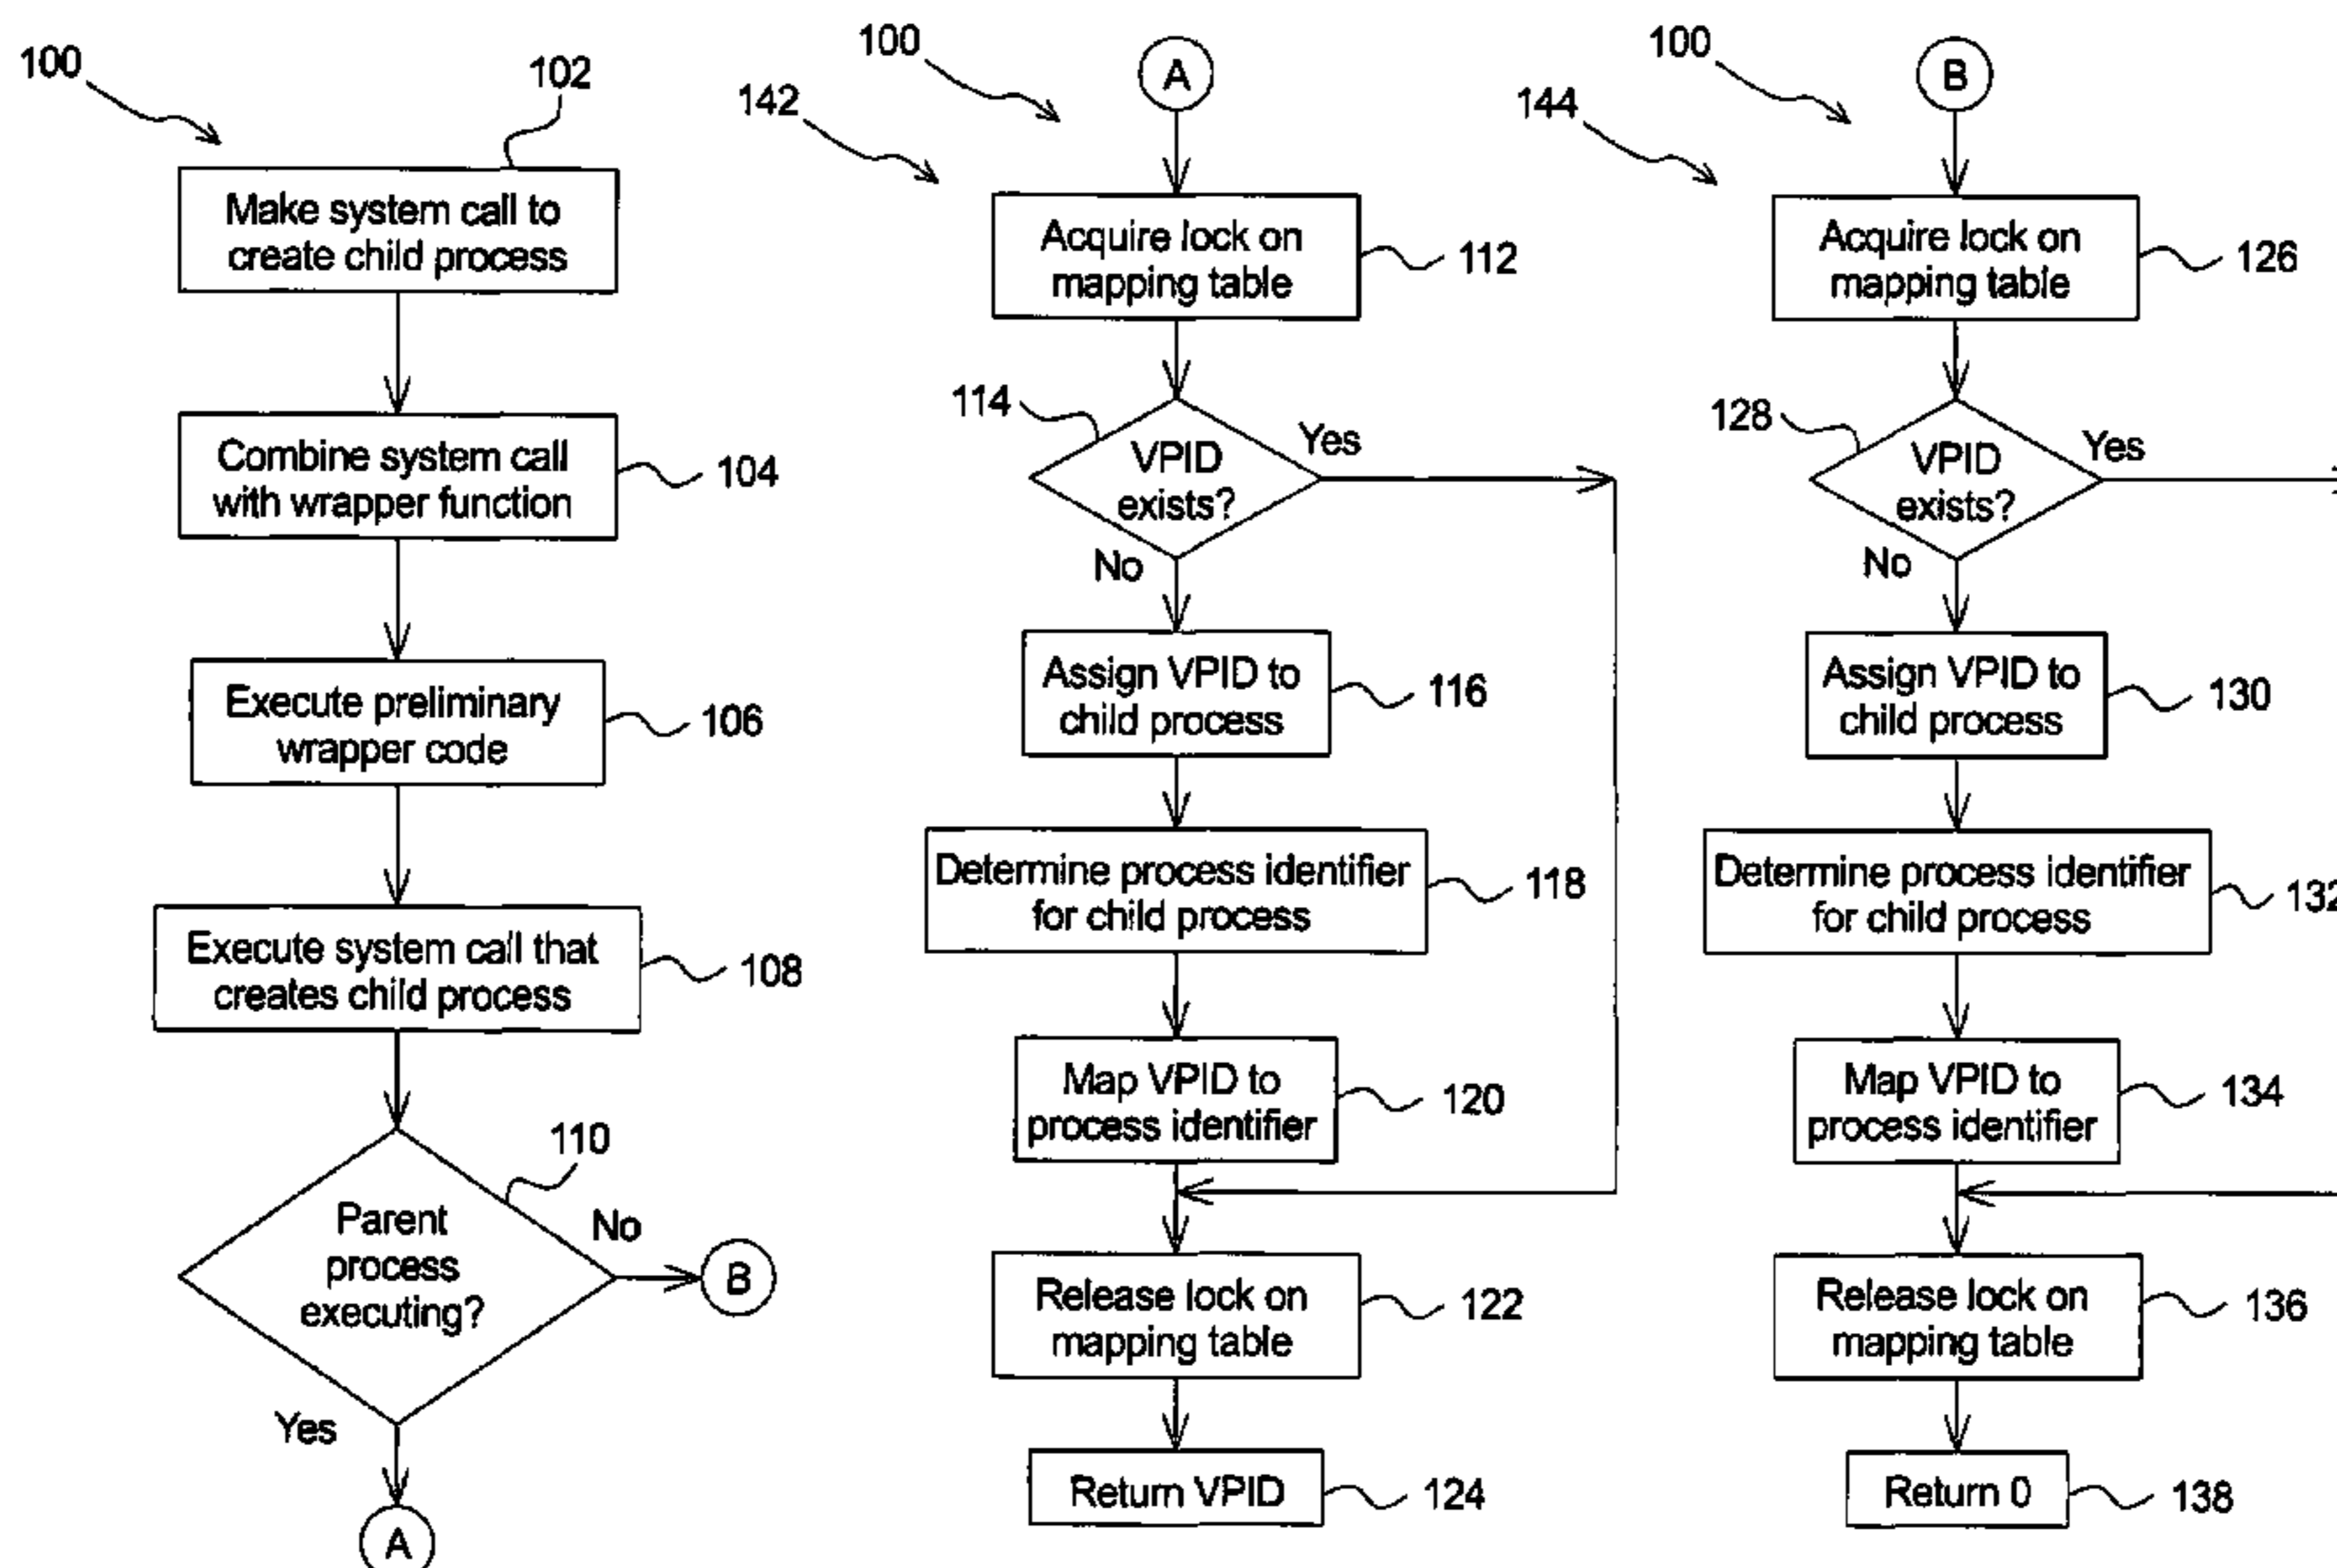 100
102
Make system call to
create child process
Combine system call
with wrapper function
104
Execute preliminary
wrapper code
106
Execute system call that
creates child process
108
110
Parent
process
executing?
No
B
Yes
A
100
142
A
Acquire lock on
mapping table
112
114
VPID
exists?
Yes
No
Assign VPID to
child process
116
Determine process identifier
for child process
118
Map VPID to
process identifier
120
Release lock on
mapping table
122
Return VPID
124
100
144
B
Acquire lock on
mapping table
126
128
VPID
exists?
Yes
No
Assign VPID to
child process
130
Determine process identifier
for child process
132
Map VPID to
process identifier
134
Release lock on
mapping table
136
Return 0
138